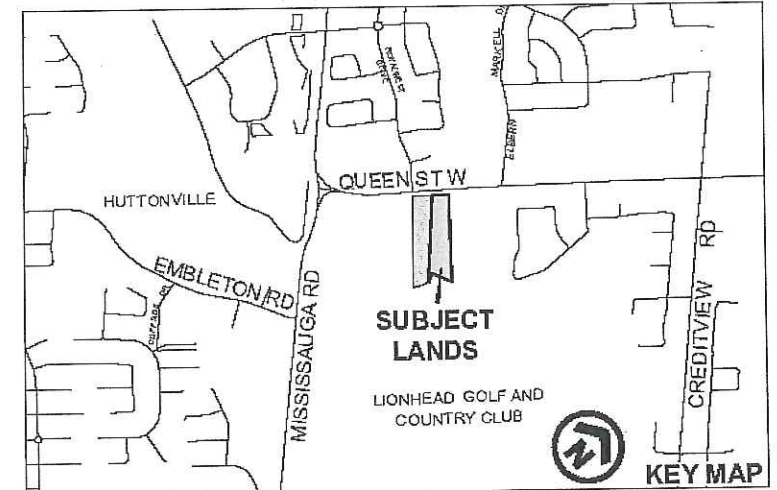 MARKELL
ELBERN
QUEEN ST W
HUTTONVILLE
EMBLETON RD
MISSISSAUGA RD
SUBJECT
LANDS
CREDITVIEW RD
LIONHEAD GOLF AND
COUNTRY CLUB
N
KEY MAP